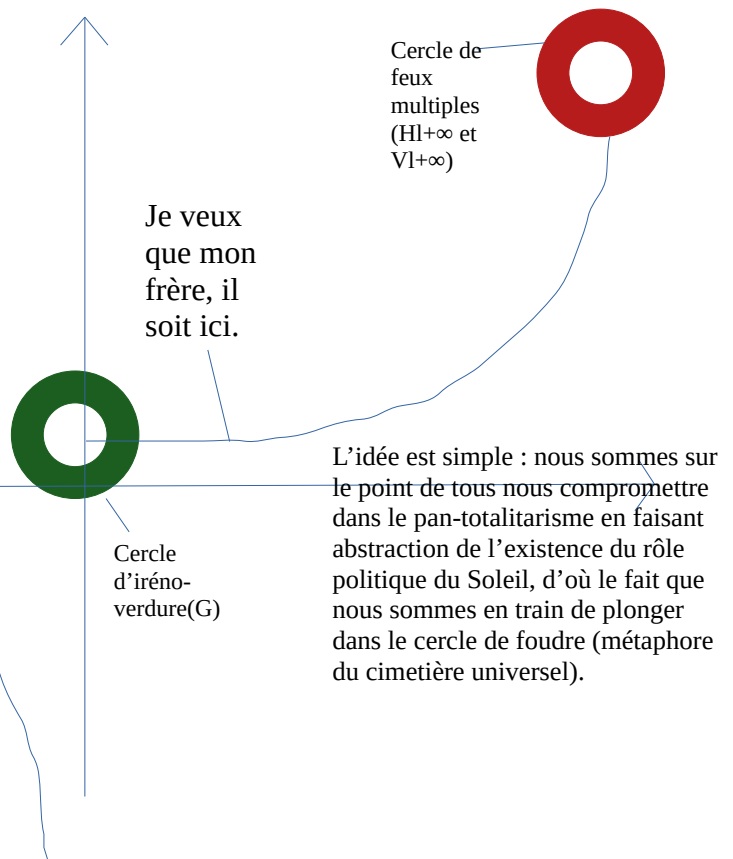 Cercle de
feux
multiples
(Hl+∞ et
Vl+∞)
Je veux
que mon
frère, il
soit ici.
L’idée est simple : nous sommes sur
le point de tous nous compromettre
dans le pan-totalitarisme en faisant
abstraction de l’existence du rôle
politique du Soleil, d’où le fait que
nous sommes en train de plonger
dans le cercle de foudre (métaphore
du cimetière universel).
Cercle
d’iréno-
verdure(G)